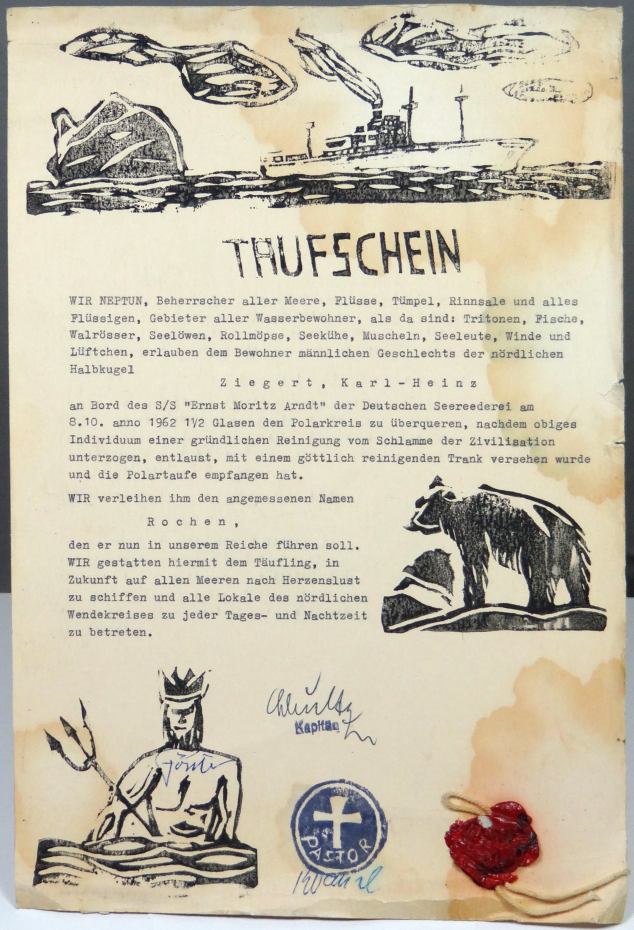 TAUFSCHEIN
WIR NEPTUN, Beherrscher aller Meere, Flüsse, Tümpel, Rinnsale und alles
Flüssigen, Gebieter aller Wasserbewohner, als da sind: Tritonen, Fische,
Walrösser, Seelöwen, Rollmöpse, Seekühe, Muscheln, Seeleute, Winde und
Lüftchen, erlauben dem Bewohner männlichen Geschlechts der nördlichen
Halbkugel
Ziegert, Karl-Heinz
an Bord des S/S "Ernst Moritz Arndt" der Deutschen Seereederei am
8.10. anno 1962 1½ Glasen den Polarkreis zu überqueren, nachdem obiges
Individuum einer gründlichen Reinigung vom Schlamme der Zivilisation
unterzogen, entlaust, mit einem göttlich reinigenden Trank versehen wurde
und die Polartaufe empfangen hat.
WIR verleihen ihm den angemessenen Namen
Rochen,
den er nun in unserem Reiche führen soll.
WIR gestatten hiermit dem Täufling, in
Zukunft auf allen Meeren nach Herzenslust
zu schiffen und alle Lokale des nördlichen
Wendekreises zu jeder Tages- und Nachtzeit
zu betreten.
Kapitän
PASTOR